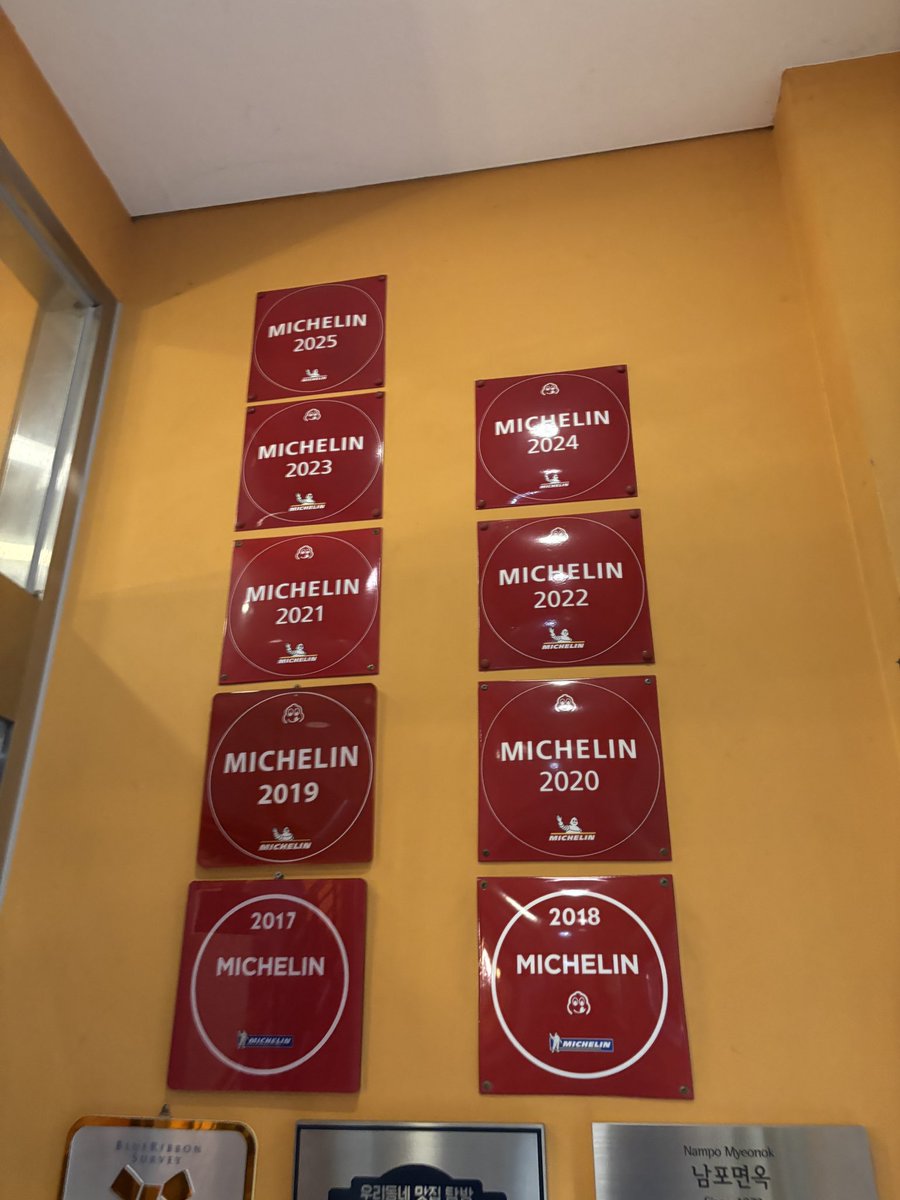 MICHELIN
2025
MICHELIN
MICHELIN
2024
MICHELIN
MICHELIN
2023
MICHELIN
MICHELIN
2022
MICHELIN
MICHELIN
2021
MICHELIN
MICHELIN
2020
MICHELIN
MICHELIN
2019
MICHELIN
2018
MICHELIN
MICHELIN
2017
MICHELIN
MICHELIN
BLUERIBBON
SURVEY
우리동네 맛집 탐방
Nampo Myeonok
남포면옥